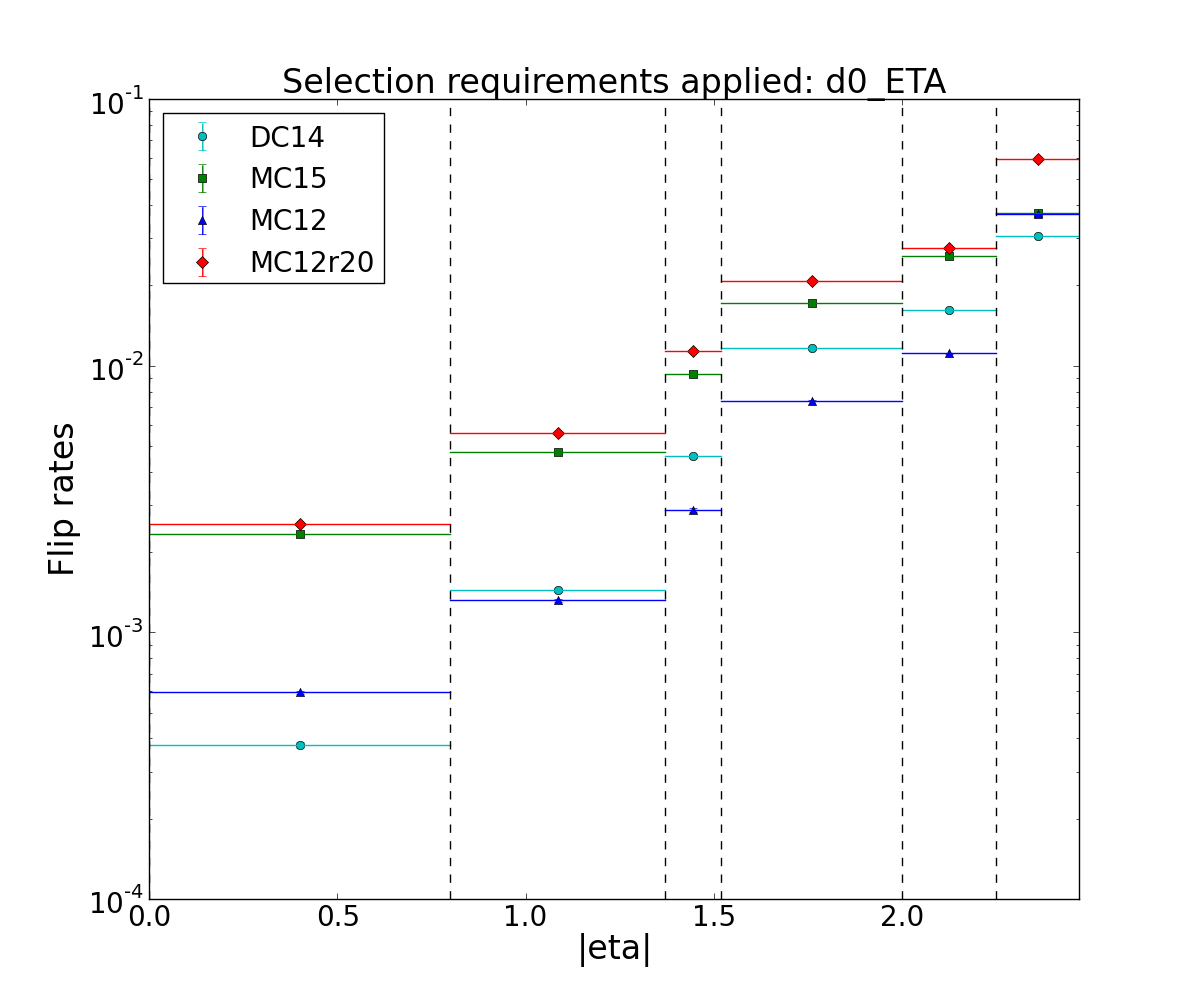 Selection requirements applied: d0_ETA
10^-1
DC14
MC15
MC12
MC12r20
10^-2
Flip rates
10^-3
10^-4
0.0 0.5 1.0 1.5 2.0
|eta|